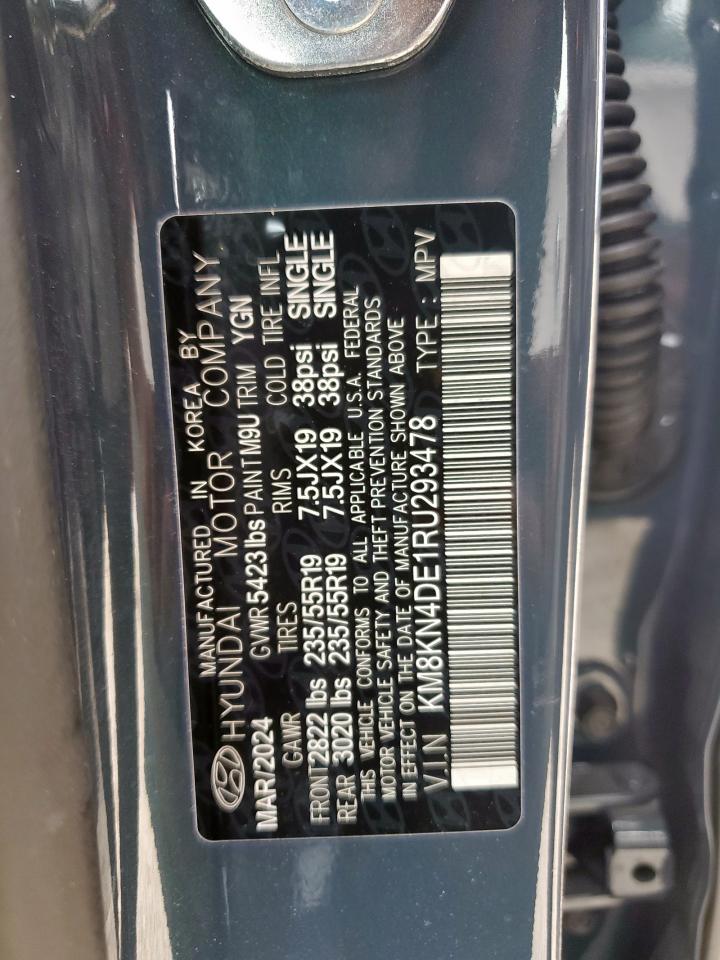 MANUFACTURED IN KOREA BY
HYUNDAI MOTOR COMPANY
MAR/2024 GVWR 5423 lbs PAINT M9U TRIM YGN
GAWR TIRES RIMS COLD TIRE INFL
FRONT 2822 lbs 235/55R19 7.5JX19 38psi SINGLE
REAR 3020 lbs 235/55R19 7.5JX19 38psi SINGLE
THIS VEHICLE CONFORMS TO ALL APPLICABLE U.S.A. FEDERAL
MOTOR VEHICLE SAFETY AND THEFT PREVENTION STANDARDS
IN EFFECT ON THE DATE OF MANUFACTURE SHOWN ABOVE
V.I.N KM8KN4DE1RU293478 TYPE : MPV